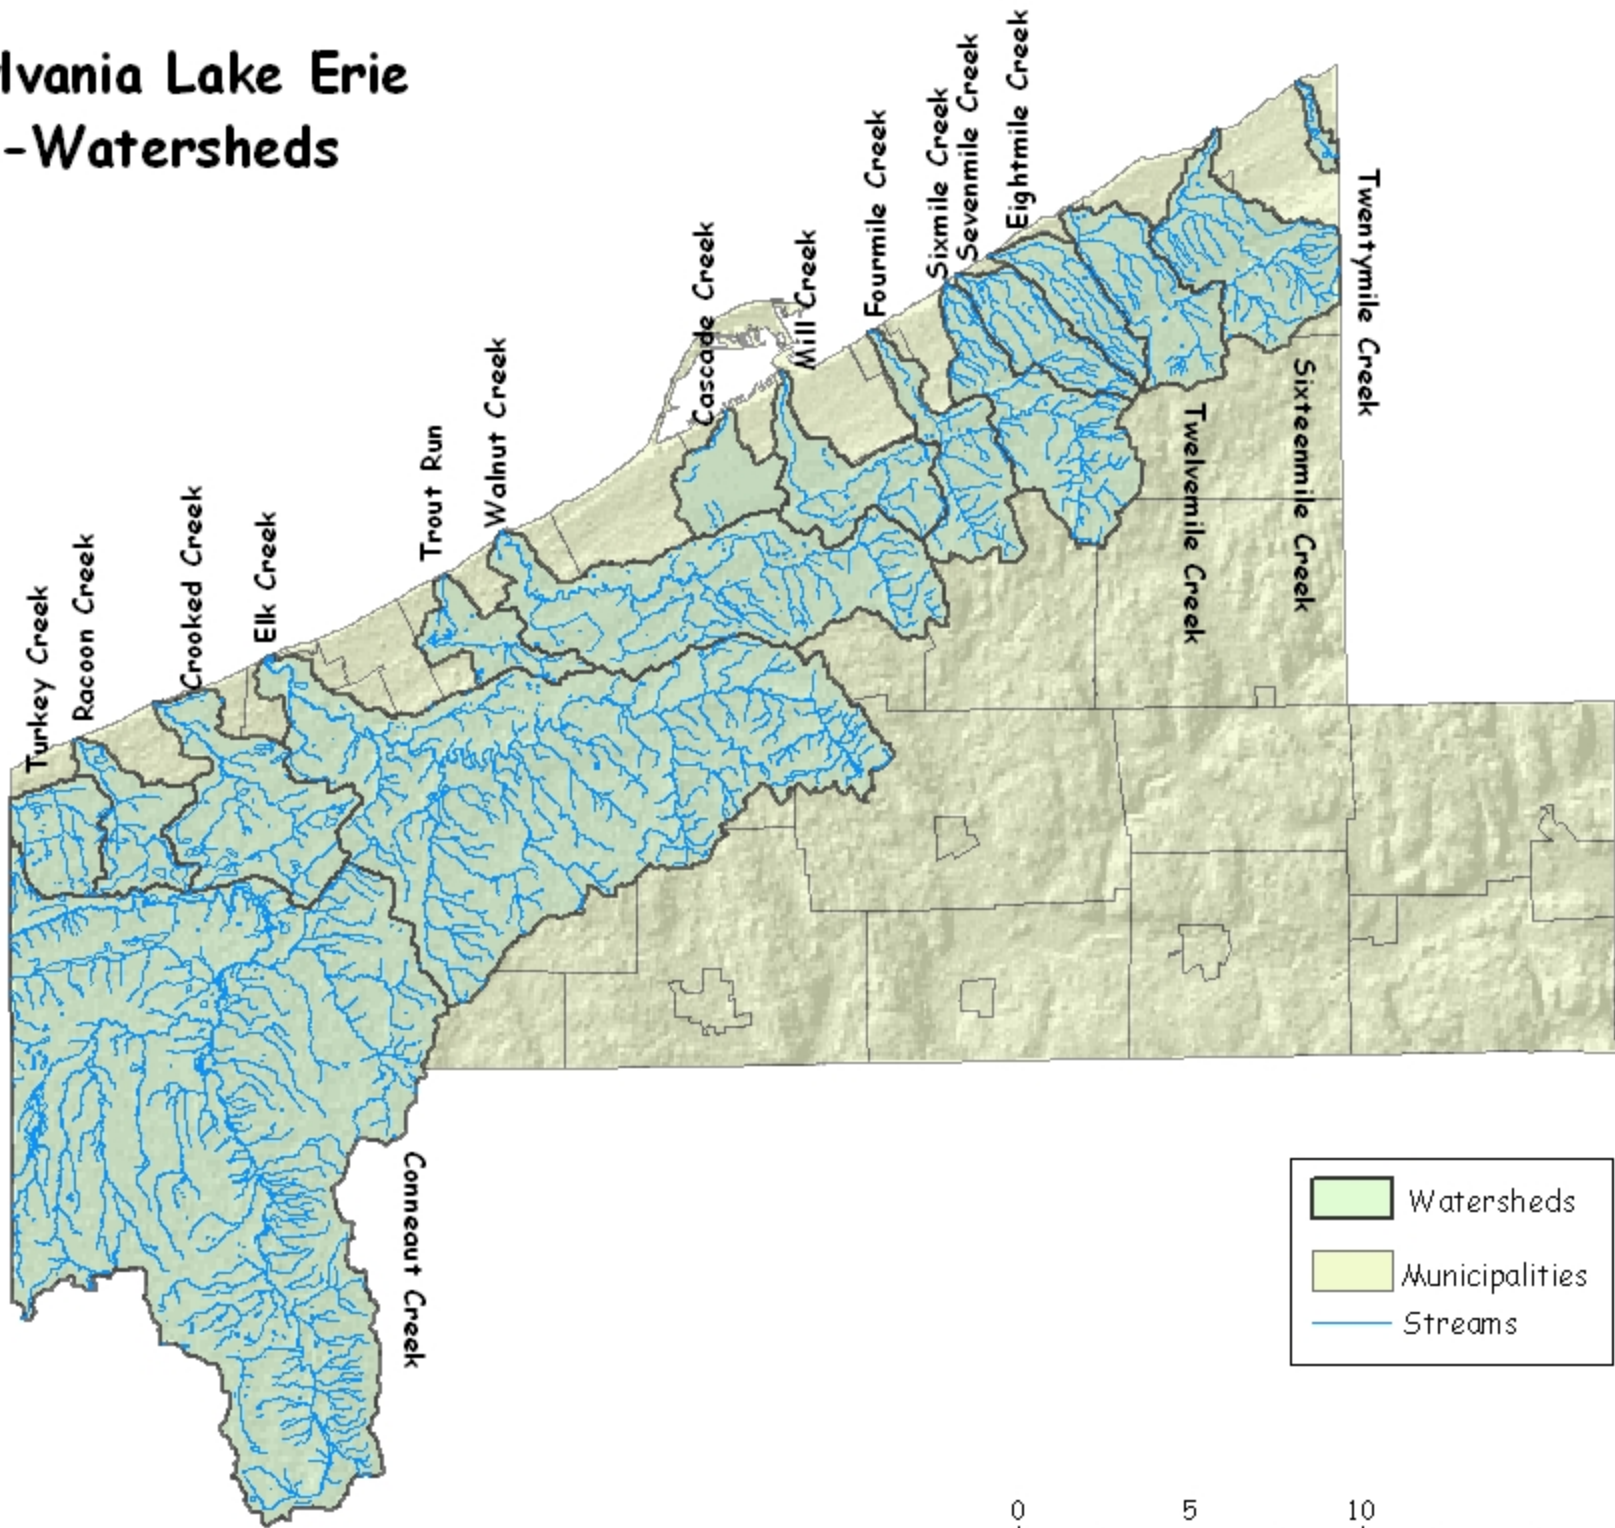 lvania Lake Erie
-Watersheds
Turkey Creek
Racoon Creek
Crooked Creek
Elk Creek
Trout Run
Walnut Creek
Cascade Creek
Mill Creek
Fourmile Creek
Sixmile Creek
Sevenmile Creek
Eightmile Creek
Twentymile Creek
Sixteenmile Creek
Twelvemile Creek
Conneaut Creek
Watersheds
Municipalities
Streams
0 5 10